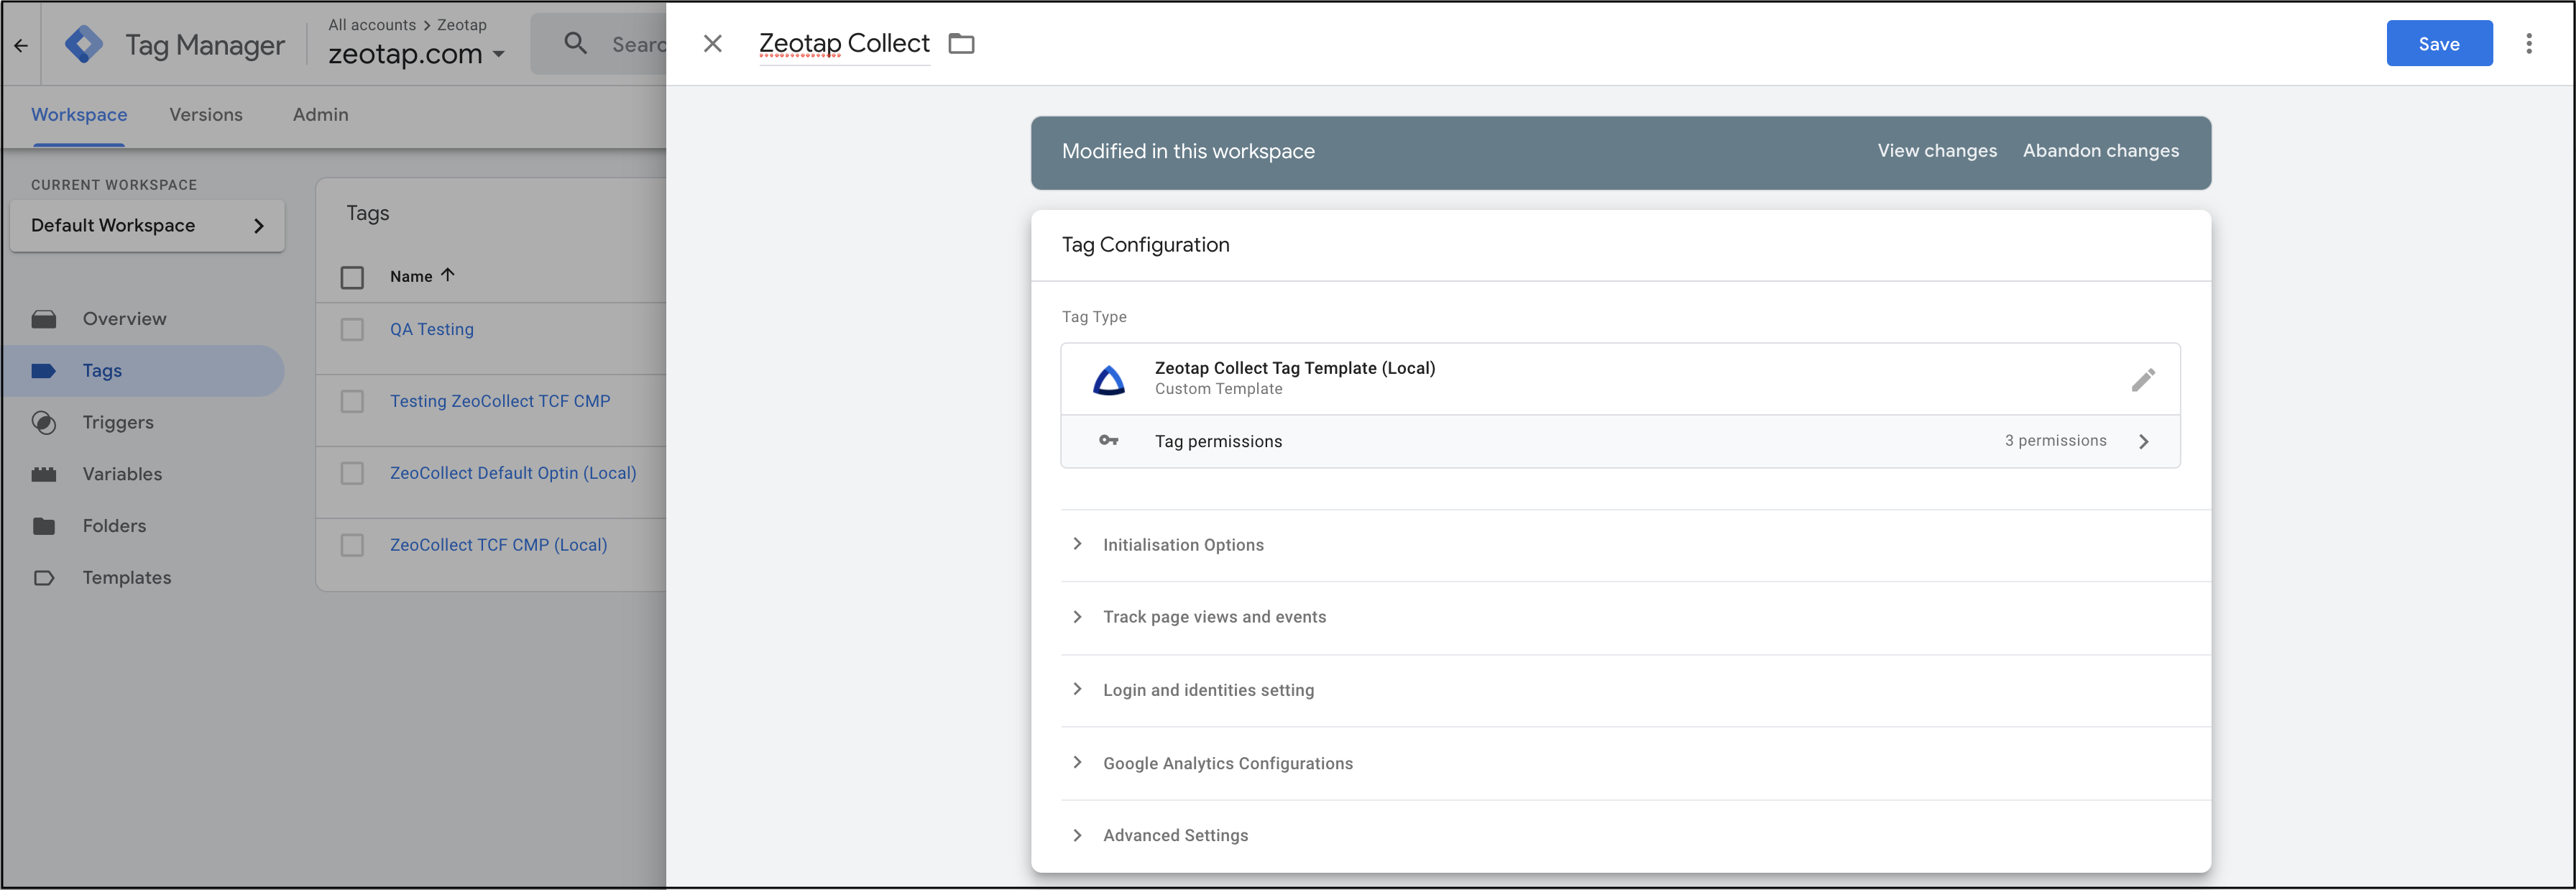 Tag Manager
All accounts > Zeotap
zeotap.com
Searc
Workspace Versions Admin
CURRENT WORKSPACE
Default Workspace
Overview
Tags
Triggers
Variables
Folders
Templates
Tags
Name
QA Testing
Testing ZeoCollect TCF CMP
ZeoCollect Default Optin (Local)
ZeoCollect TCF CMP (Local)
Zeotap Collect
Save
Modified in this workspace View changes Abandon changes
Tag Configuration
Tag Type
Zeotap Collect Tag Template (Local)
Custom Template
Tag permissions 3 permissions
Initialisation Options
Track page views and events
Login and identities setting
Google Analytics Configurations
Advanced Settings